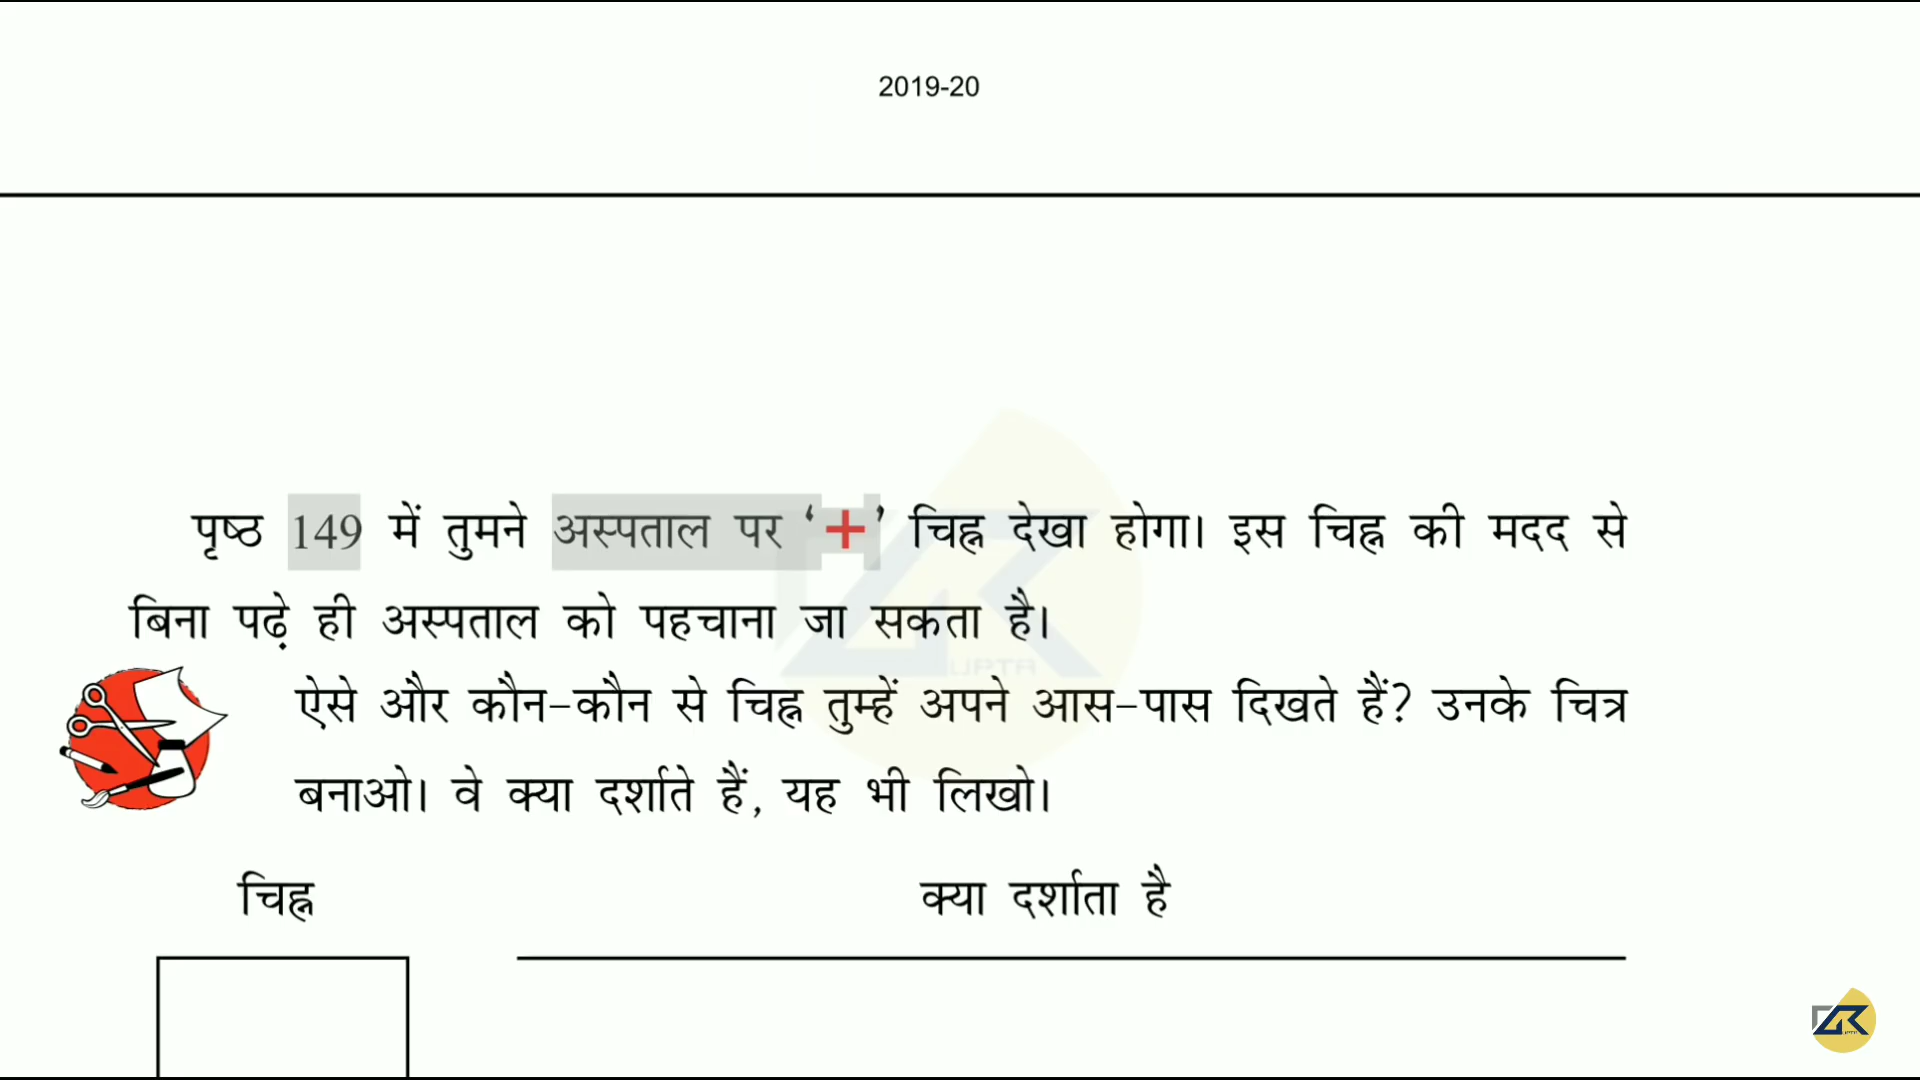 2019-20
पृष्ठ 149 में तुमने अस्पताल पर ‘+’ चिह्न देखा होगा। इस चिह्न की मदद से
बिना पढ़े ही अस्पताल को पहचाना जा सकता है।
ऐसे और कौन-कौन से चिह्न तुम्हें अपने आस-पास दिखते हैं? उनके चित्र
बनाओ। वे क्या दर्शाते हैं, यह भी लिखो।
चिह्न क्या दर्शाता है